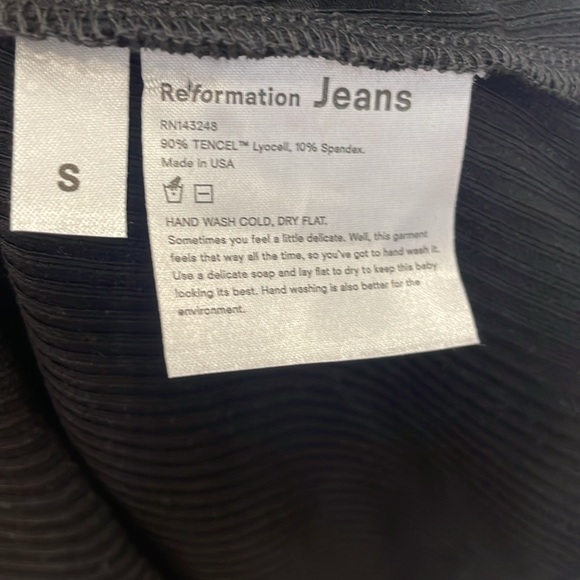 S
Reformation Jeans
RN143248
90% TENCEL™ Lyocell, 10% Spandex.
Made in USA
HAND WASH COLD, DRY FLAT.
Sometimes you feel a little delicate. Well, this garment
feels that way all the time, so you've got to hand wash it.
Use a delicate soap and lay flat to dry to keep this baby
looking its best. Hand washing is also better for the
environment.